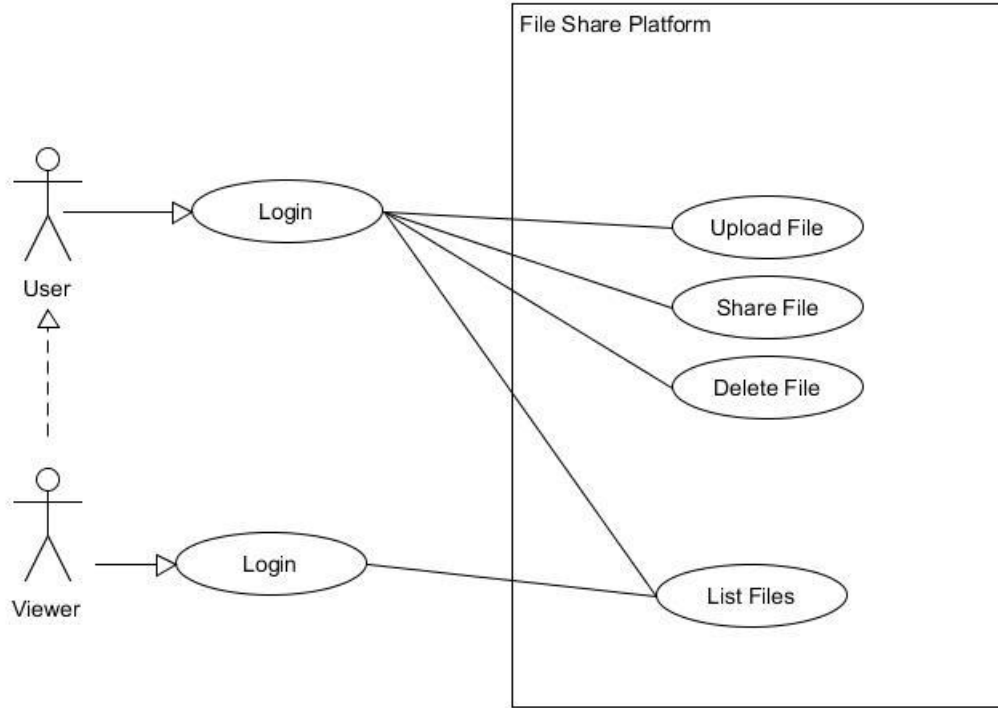 File Share Platform
Login
Upload File
Share File
User
Delete File
Login
List Files
Viewer